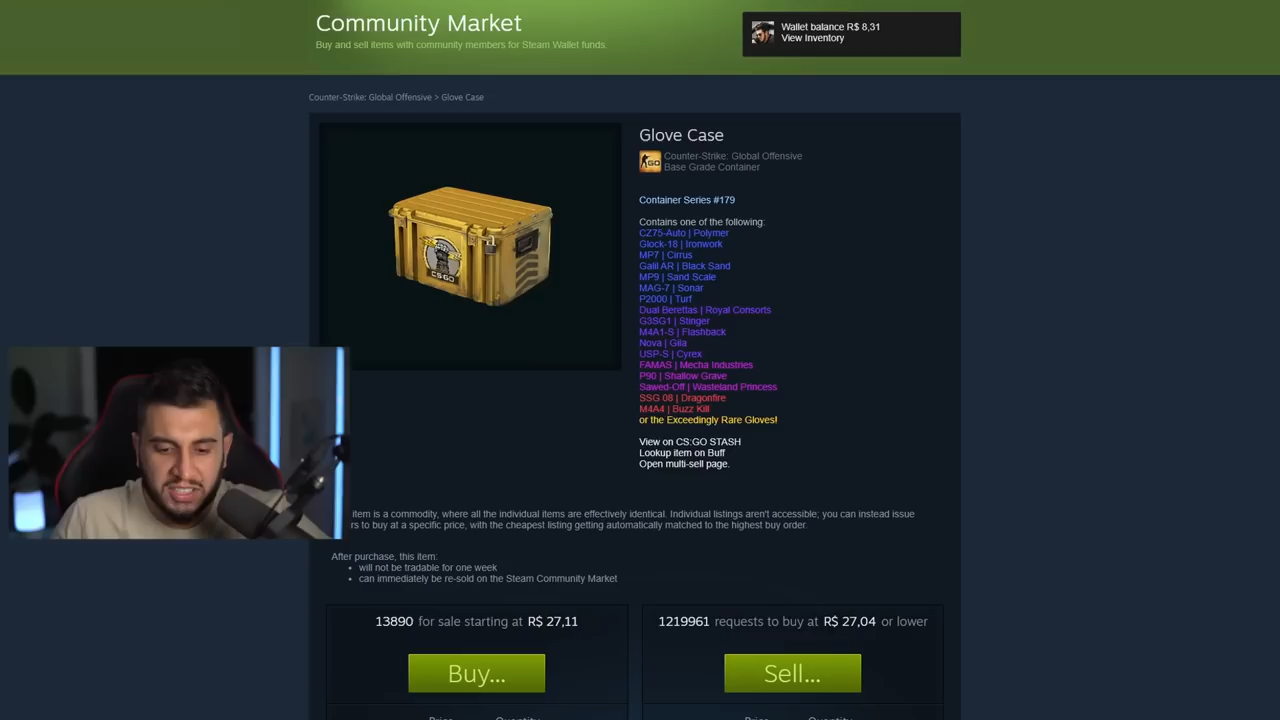 Community Market
Buy and sell items with community members for Steam Wallet funds.
Wallet balance R$ 8,31
View Inventory
Counter-Strike: Global Offensive > Glove Case
Glove Case
Counter-Strike: Global Offensive
Base Grade Container
Container Series #179
Contains one of the following:
CZ75-Auto | Polymer
Glock-18 | Ironwork
MP7 | Cirrus
Galil AR | Black Sand
MP9 | Sand Scale
MAG-7 | Sonar
P2000 | Turf
Dual Berettas | Royal Consorts
G3SG1 | Stinger
M4A1-S | Flashback
Nova | Gila
USP-S | Cyrex
FAMAS | Mecha Industries
P90 | Shallow Grave
Sawed-Off | Wasteland Princess
SSG 08 | Dragonfire
M4A4 | Buzz Kill
or the Exceedingly Rare Gloves!
View on CS:GO STASH
Lookup item on Buff
Open multi-sell page.
CS:GO
item is a commodity, where all the individual items are effectively identical. Individual listings aren't accessible; you can instead issue
rs to buy at a specific price, with the cheapest listing getting automatically matched to the highest buy order.
After purchase, this item:
• will not be tradable for one week
• can immediately be re-sold on the Steam Community Market
13890 for sale starting at R$ 27,11
Buy...
1219961 requests to buy at R$ 27,04 or lower
Sell...
Price Quantity
Price Quantity